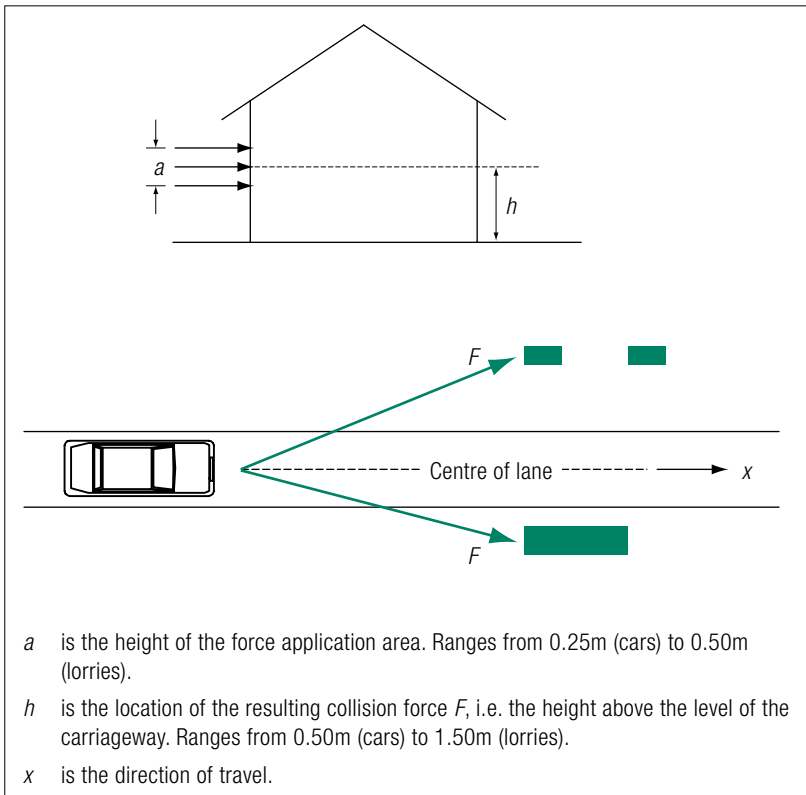 a
h
F
Centre of lane
x
F
a is the height of the force application area. Ranges from 0.25m (cars) to 0.50m
(lorries).
h is the location of the resulting collision force F, i.e. the height above the level of the
carriageway. Ranges from 0.50m (cars) to 1.50m (lorries).
x is the direction of travel.